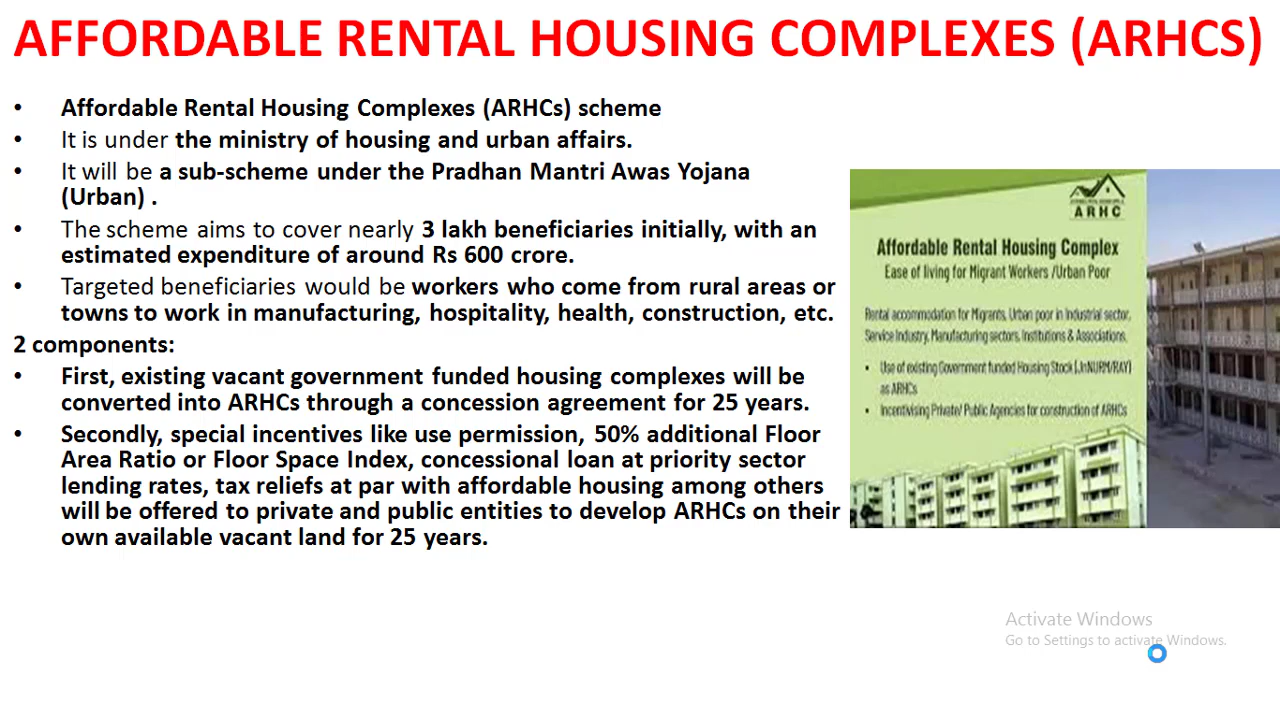 AFFORDABLE RENTAL HOUSING COMPLEXES (ARHCS)
• Affordable Rental Housing Complexes (ARHCs) scheme
• It is under the ministry of housing and urban affairs.
• It will be a sub-scheme under the Pradhan Mantri Awas Yojana
(Urban) .
• The scheme aims to cover nearly 3 lakh beneficiaries initially, with an
estimated expenditure of around Rs 600 crore.
• Targeted beneficiaries would be workers who come from rural areas or
towns to work in manufacturing, hospitality, health, construction, etc.
2 components:
• First, existing vacant government funded housing complexes will be
converted into ARHCs through a concession agreement for 25 years.
• Secondly, special incentives like use permission, 50% additional Floor
Area Ratio or Floor Space Index, concessional loan at priority sector
lending rates, tax reliefs at par with affordable housing among others
will be offered to private and public entities to develop ARHCs on their
own available vacant land for 25 years.
ARHC
Affordable Rental Housing Complex
Ease of living for Migrant Workers /Urban Poor
Rental accommodation for Migrants, Urban poor in Industrial sector,
Service Industry, Manufacturing sectors, Institutions & Associations.
• Use of existing Government funded Housing Stock (JnNURM/RAY)
as ARHCs
• Incentivising Private/ Public Agencies for construction of ARHCs
Activate Windows
Go to Settings to activate Windows.